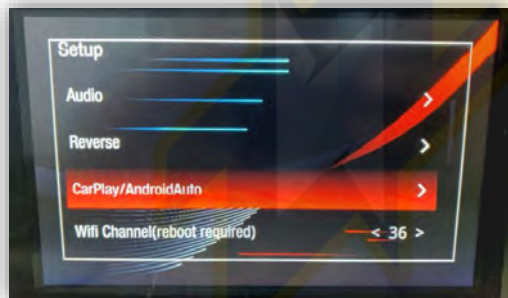 Setup
Audio >
Reverse >
CarPlay/AndroidAuto >
Wifi Channel(reboot required) < 36 >